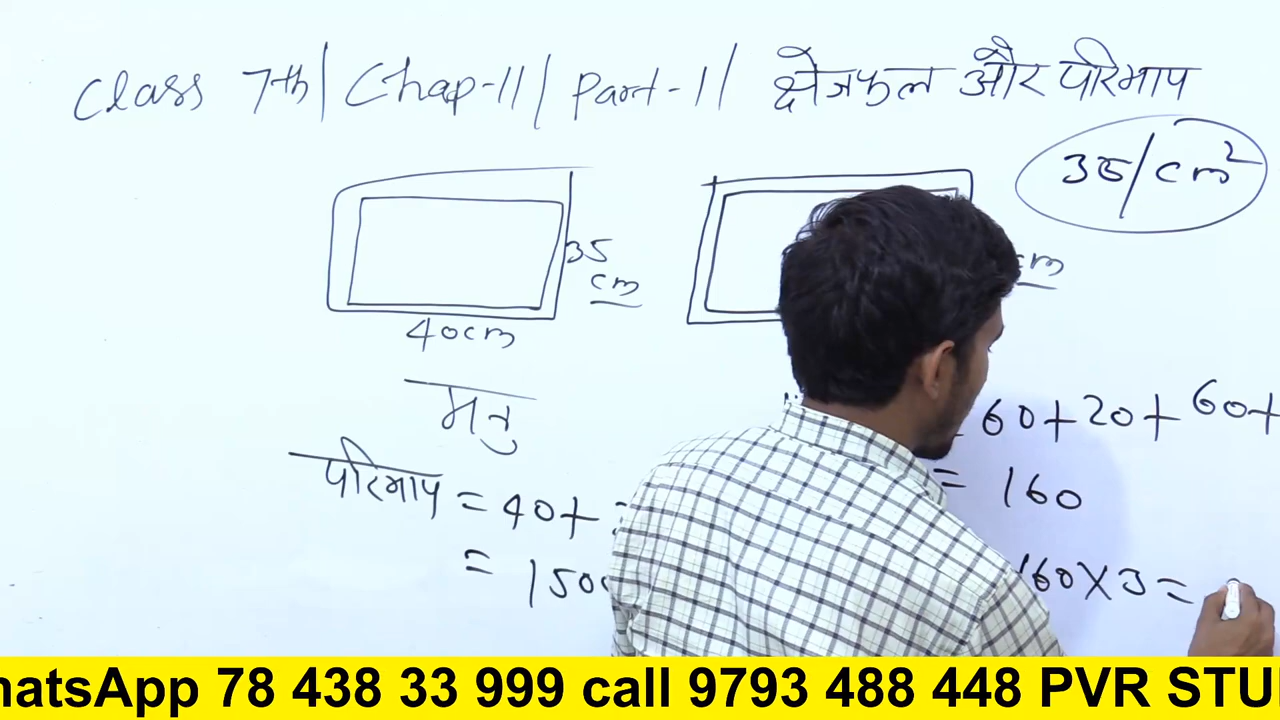 Class 7th / Chap-11 / Part-1 / क्षेत्रफल और परिमाप
35/cm²
35
cm
cm
40cm
मनु
60+20+60+
परिमाप = 40+
= 160
= 150
160×3=
hatsApp 78 438 33 999 call 9793 488 448 PVR STU